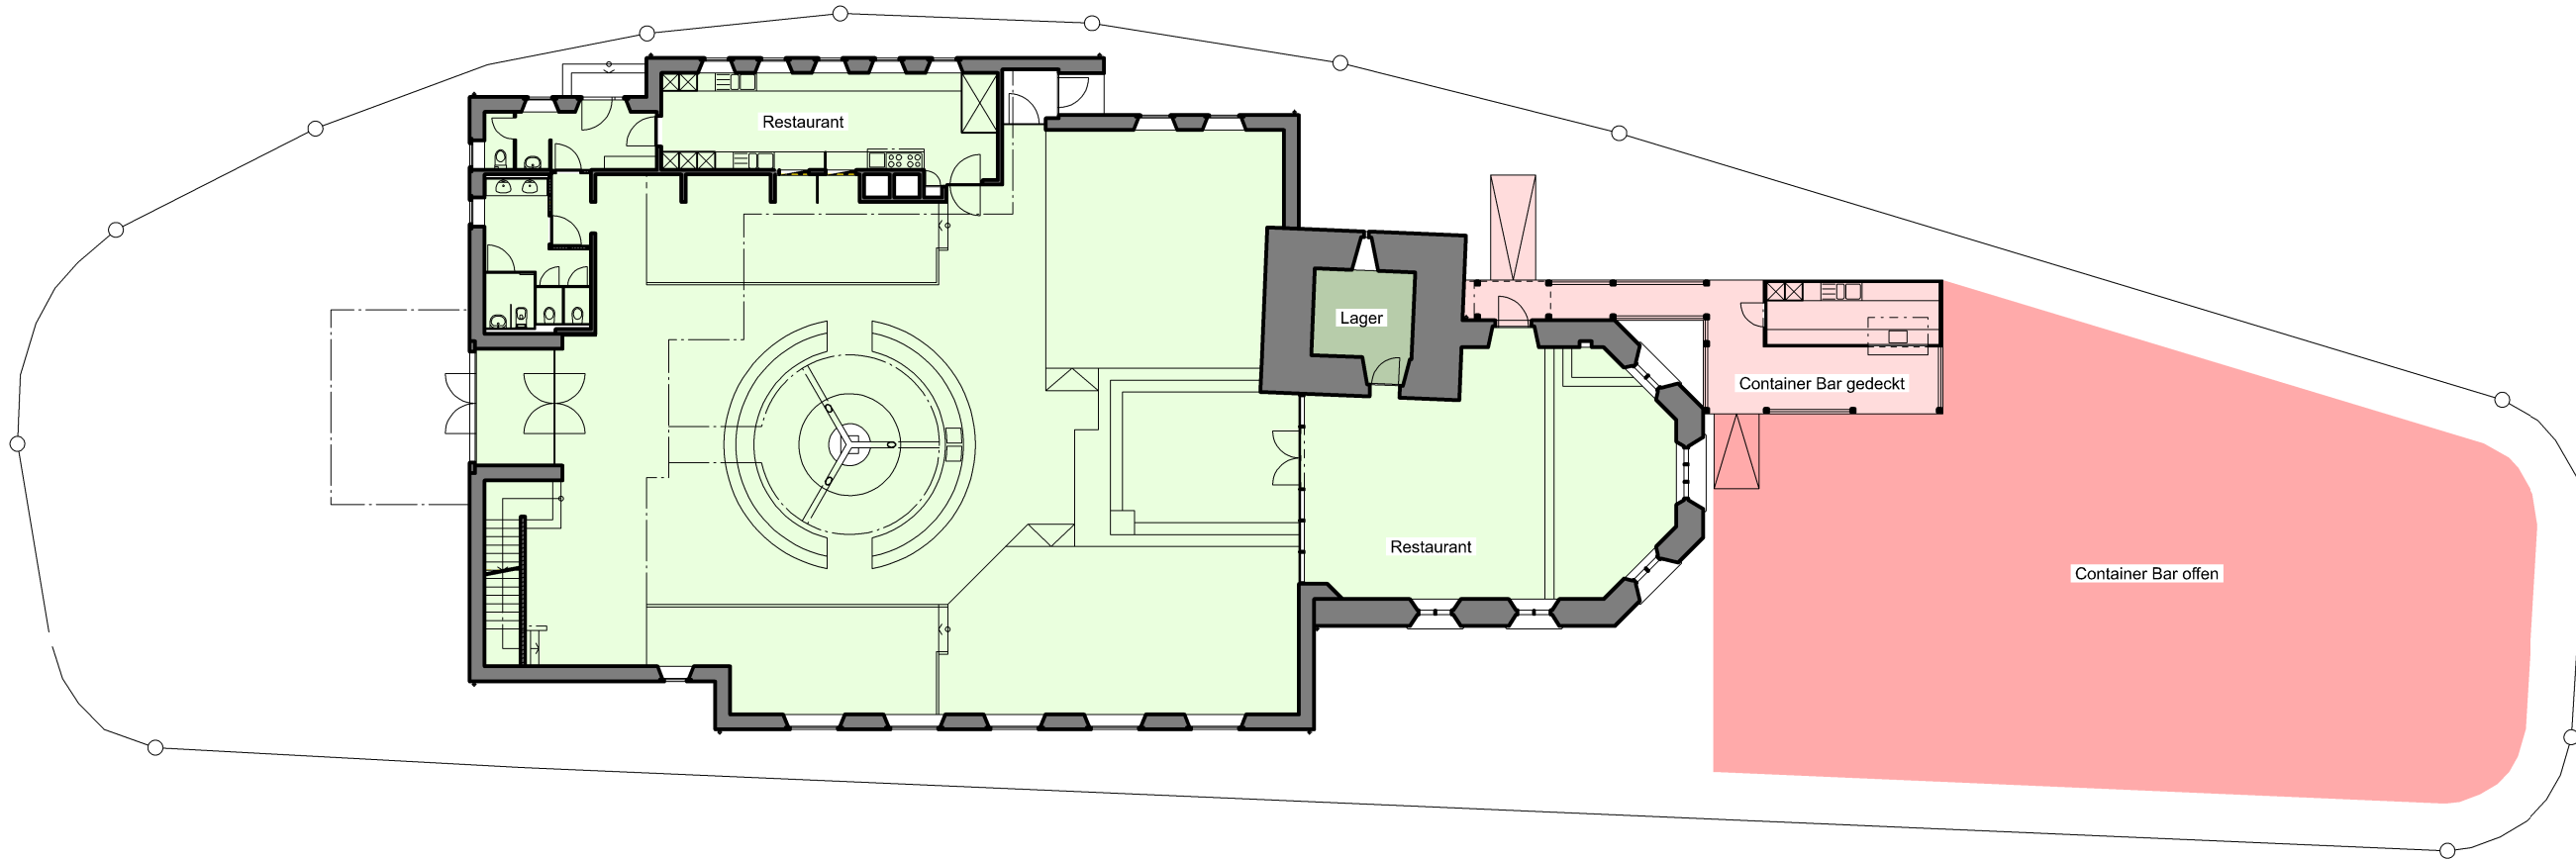 Restaurant
Lager
Container Bar gedeckt
Restaurant
Container Bar offen